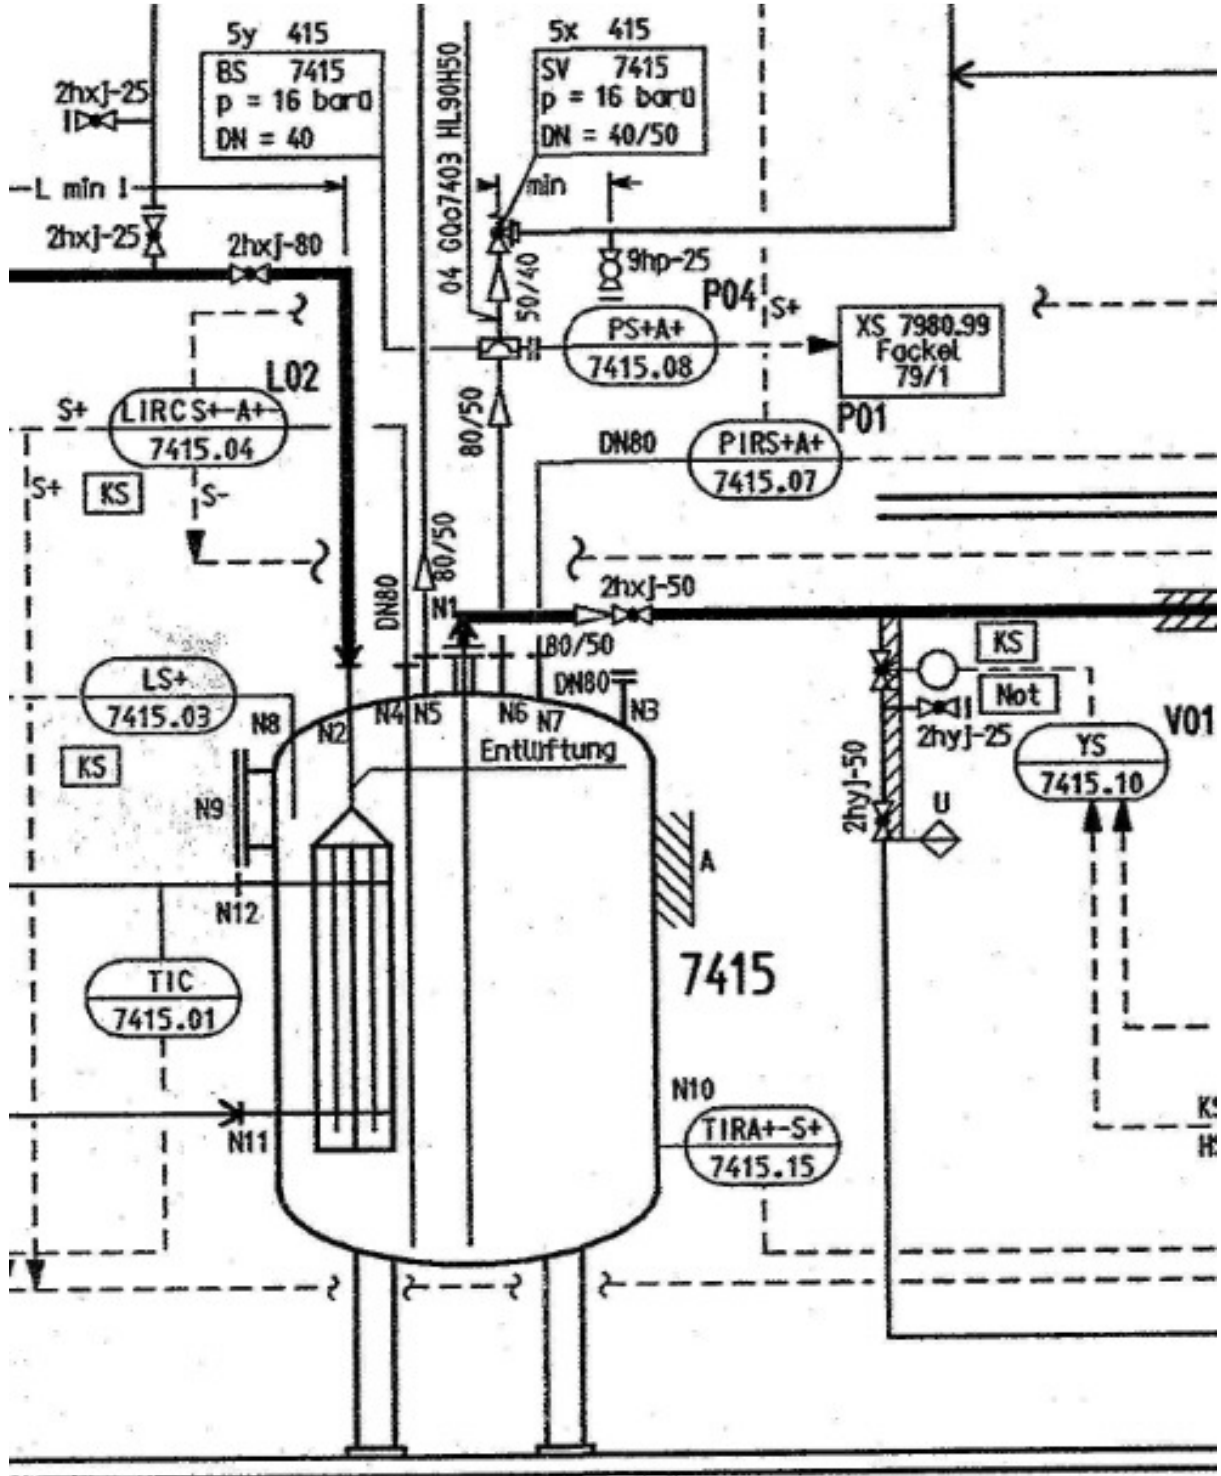 5y 415
BS 7415
p = 16 barü
DN = 40
5x 415
SV 7415
p = 16 barü
DN = 40/50
04 GQo7403 HL90H50
2hxj-25
L min I
min
2hxj-25
2hxj-80
9hp-25
50/40
P04
S+
PS+A+
7415.08
XS 7980.99
Fackel
79/1
L02
P01
S+
LIRCS+-A+-
7415.04
80/50
DN80
PIRS+A+
7415.07
S+
KS
S-
80/50
DN80
2hxj-50
N1
80/50
KS
LS+
7415.03
DN80
Not
N8
N2
N4
N5
N6
N7
N3
2hyj-25
V01
Entlüftung
KS
YS
7415.10
N9
2hyj-50
U
A
N12
7415
TIC
7415.01
N10
N11
TIRA+-S+
7415.15